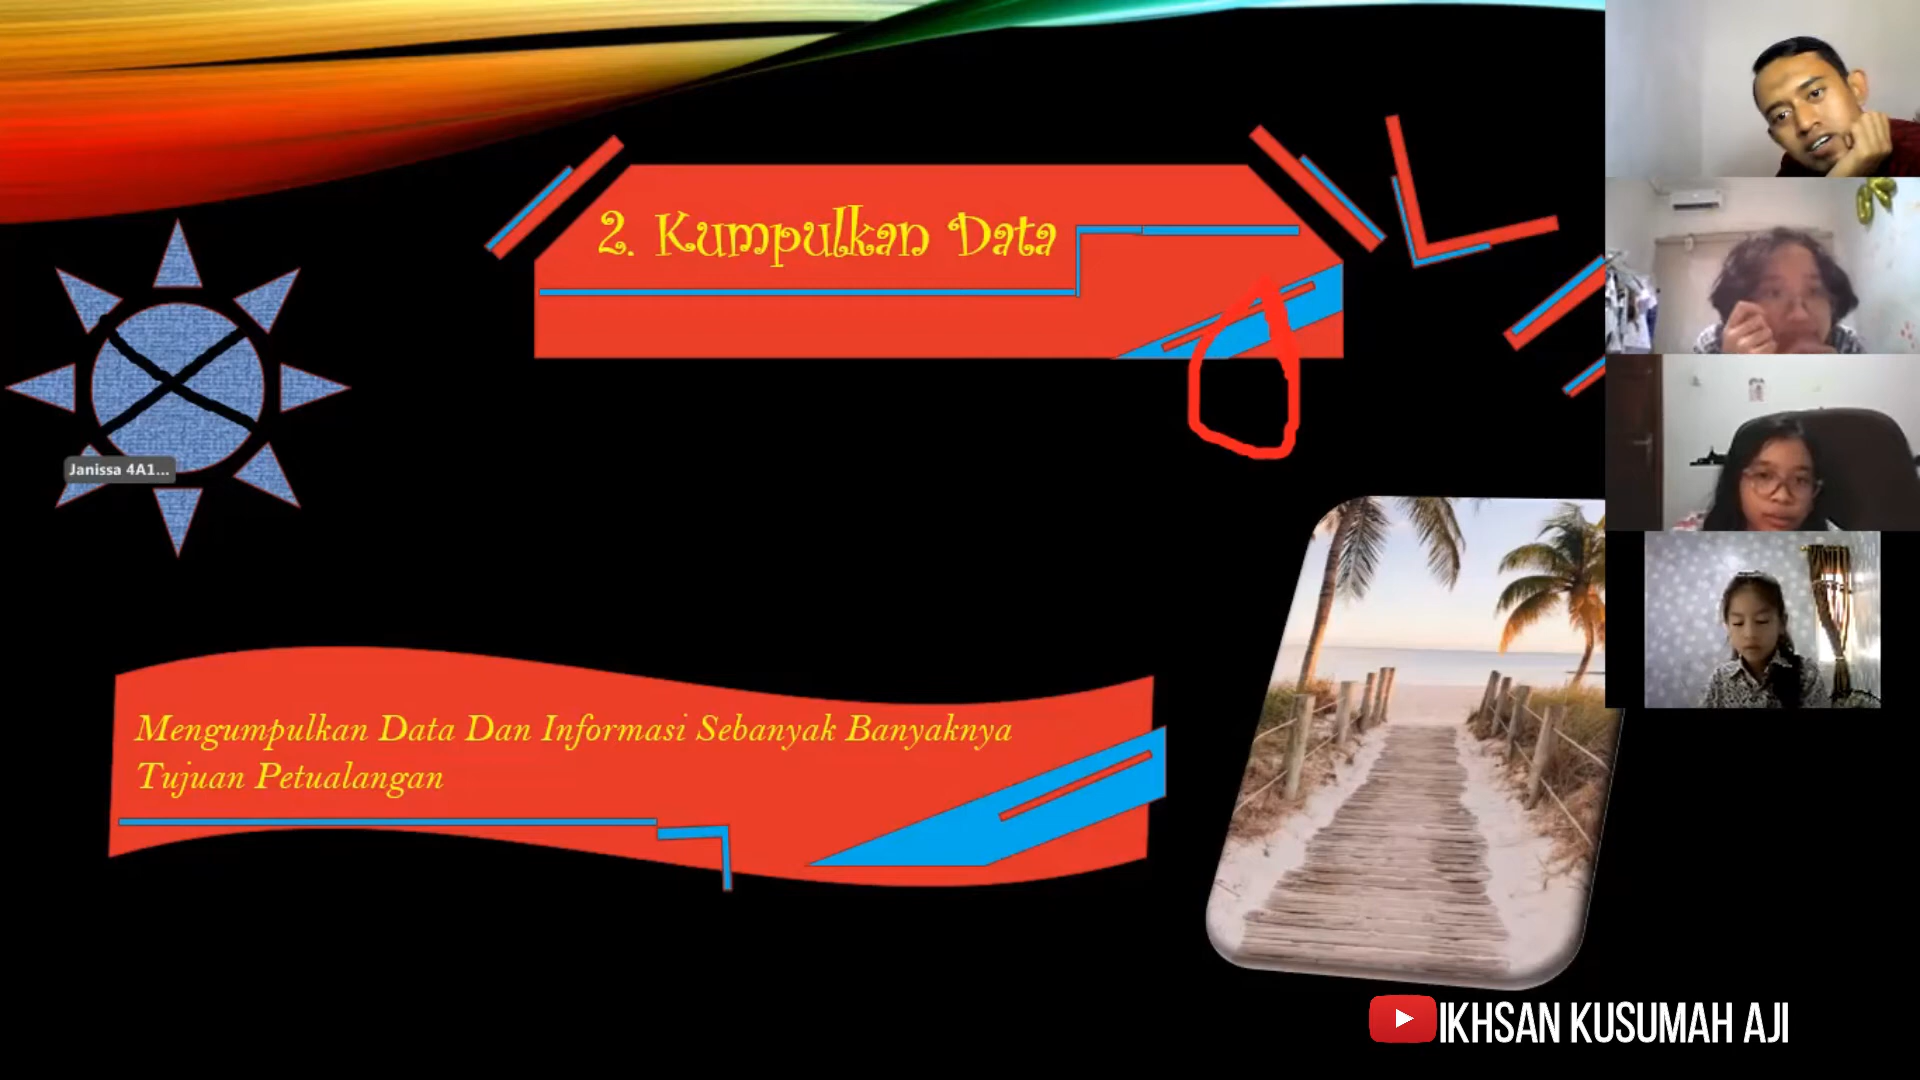 2. Kumpulkan Data
Janissa 4A1...
Mengumpulkan Data Dan Informasi Sebanyak Banyaknya
Tujuan Petualangan
IKHSAN KUSUMAH AJI